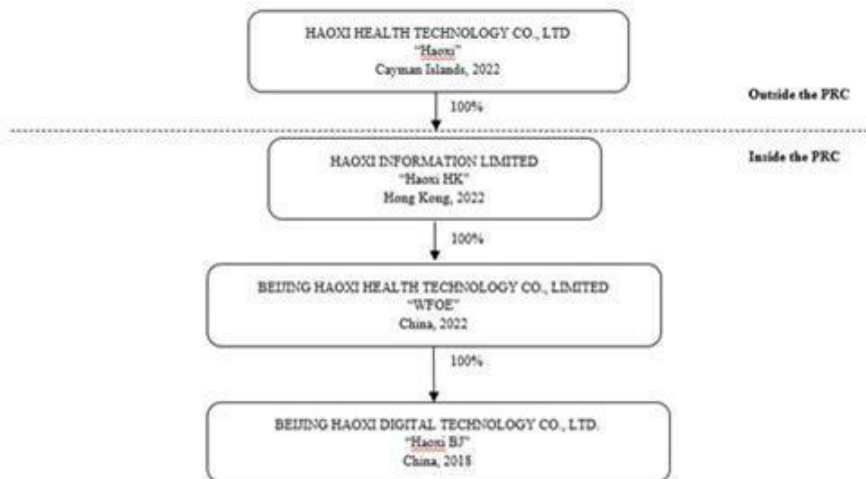 HAOXI HEALTH TECHNOLOGY CO., LTD
“Haoxi”
Cayman Islands, 2022
Outside the PRC
100%
Inside the PRC
HAOXI INFORMATION LIMITED
“Haoxi HK”
Hong Kong, 2022
100%
BEIJING HAOXI HEALTH TECHNOLOGY CO., LIMITED
“WFOE”
China, 2022
100%
BEIJING HAOXI DIGITAL TECHNOLOGY CO., LTD.
“Haoxi BJ”
China, 2018